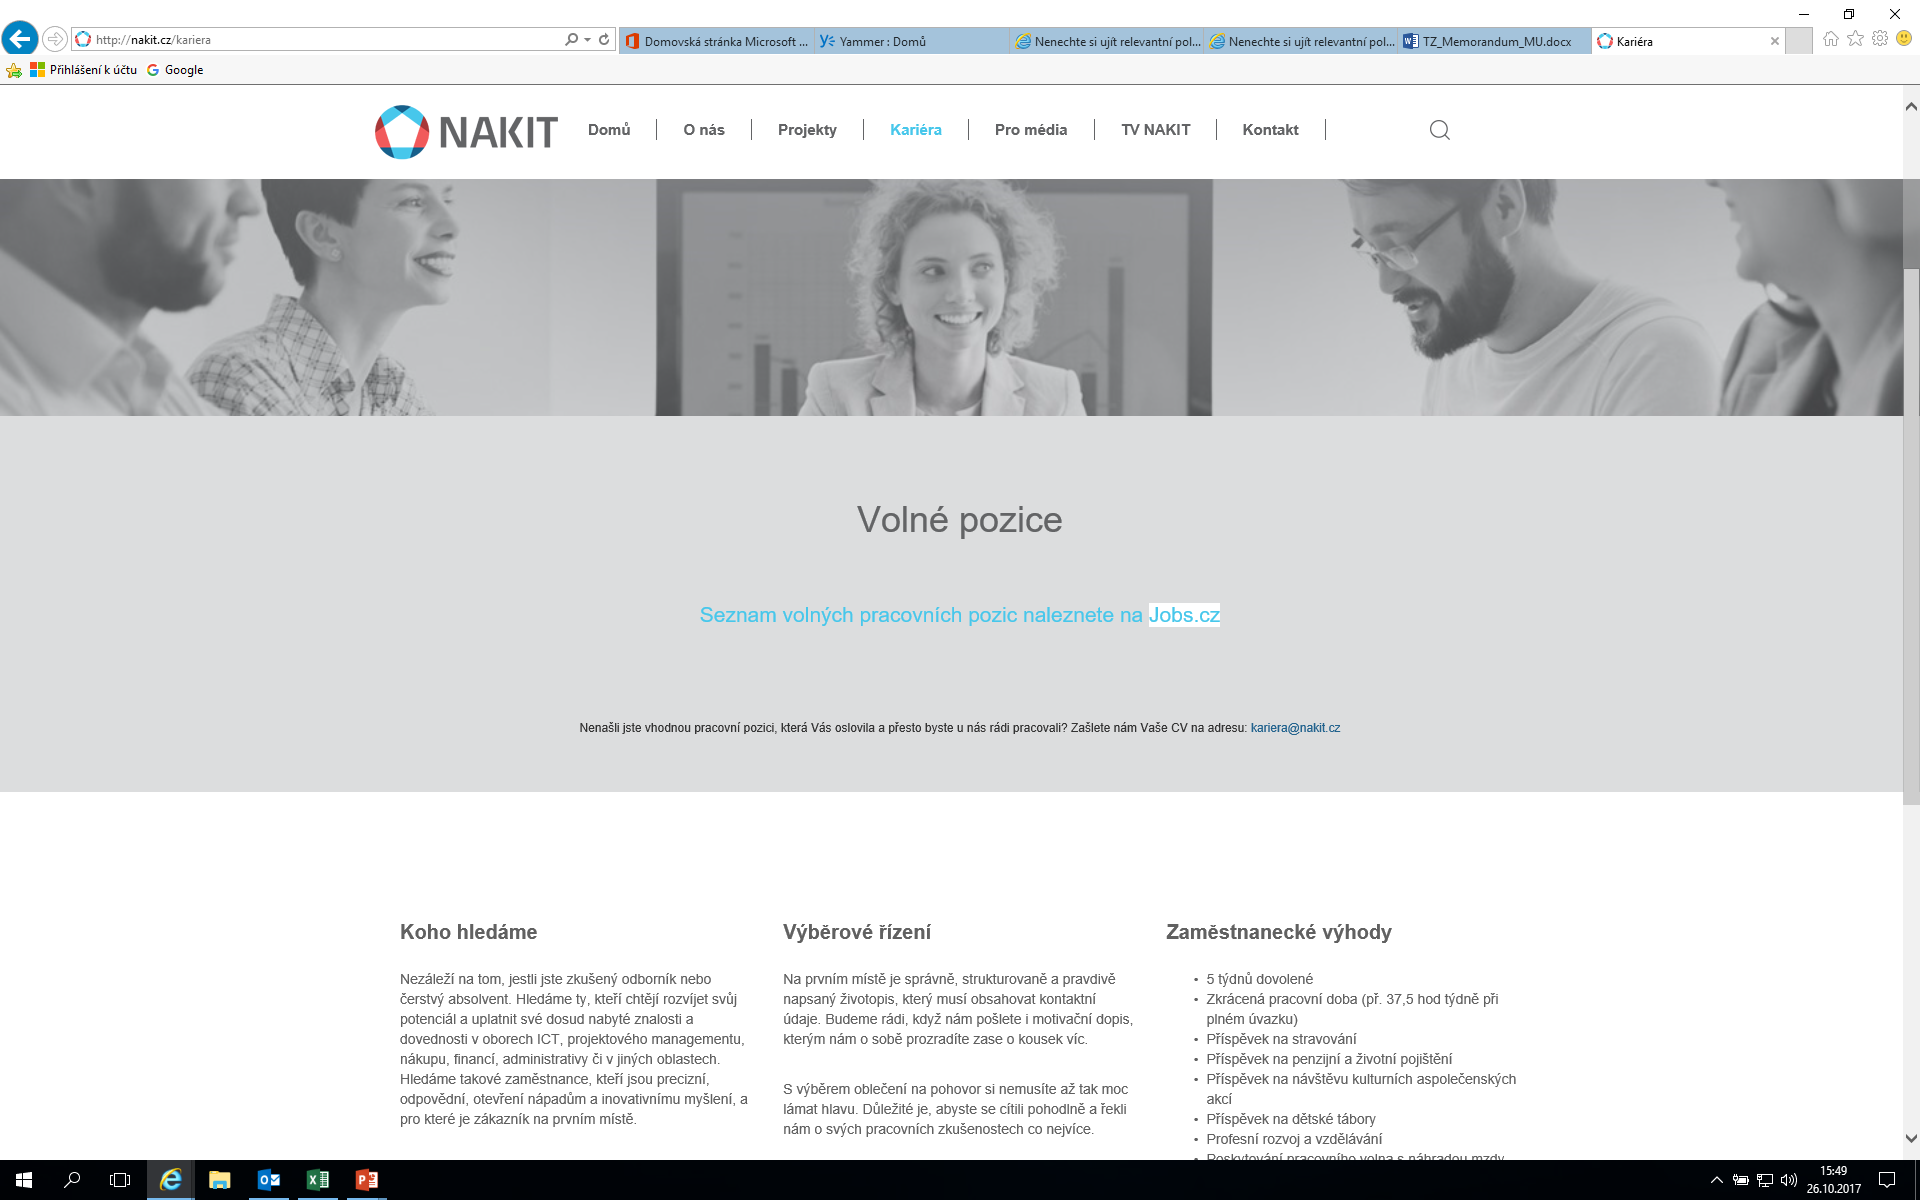 http://nakit.cz/kariera
Domovská stránka Microsoft ...
Yammer : Domů
Nenechte si ujít relevantní pol...
Nenechte si ujít relevantní pol...
TZ_Memorandum_MU.docx
Kariéra
Přihlášení k účtu
Google
NAKIT
Domů
O nás
Projekty
Kariéra
Pro média
TV NAKIT
Kontakt
Volné pozice
Seznam volných pracovních pozic naleznete na Jobs.cz
Nenašli jste vhodnou pracovní pozici, která Vás oslovila a přesto byste u nás rádi pracovali? Zašlete nám Vaše CV na adresu: kariera@nakit.cz
Koho hledáme
Nezáleží na tom, jestli jste zkušený odborník nebo
čerstvý absolvent. Hledáme ty, kteří chtějí rozvíjet svůj
potenciál a uplatnit své dosud nabyté znalosti a
dovednosti v oborech ICT, projektového managementu,
nákupu, financí, administrativy či v jiných oblastech.
Hledáme takové zaměstnance, kteří jsou precizní,
odpovědní, otevření nápadům a inovativnímu myšlení, a
pro které je zákazník na prvním místě.
Výběrové řízení
Na prvním místě je správně, strukturovaně a pravdivě
napsaný životopis, který musí obsahovat kontaktní
údaje. Budeme rádi, když nám pošlete i motivační dopis,
kterým nám o sobě prozradíte zase o kousek víc.
S výběrem oblečení na pohovor si nemusíte až tak moc
lámat hlavu. Důležité je, abyste se cítili pohodlně a řekli
nám o svých pracovních zkušenostech co nejvíce.
Zaměstnanecké výhody
• 5 týdnů dovolené
• Zkrácená pracovní doba (př. 37,5 hod týdně při
plném úvazku)
• Příspěvek na stravování
• Příspěvek na penzijní a životní pojištění
• Příspěvek na návštěvu kulturních aspolečenských
akcí
• Příspěvek na dětské tábory
• Profesní rozvoj a vzdělávání
• Poskytování pracovního volna s náhradou mzdy
15:49
26.10.2017